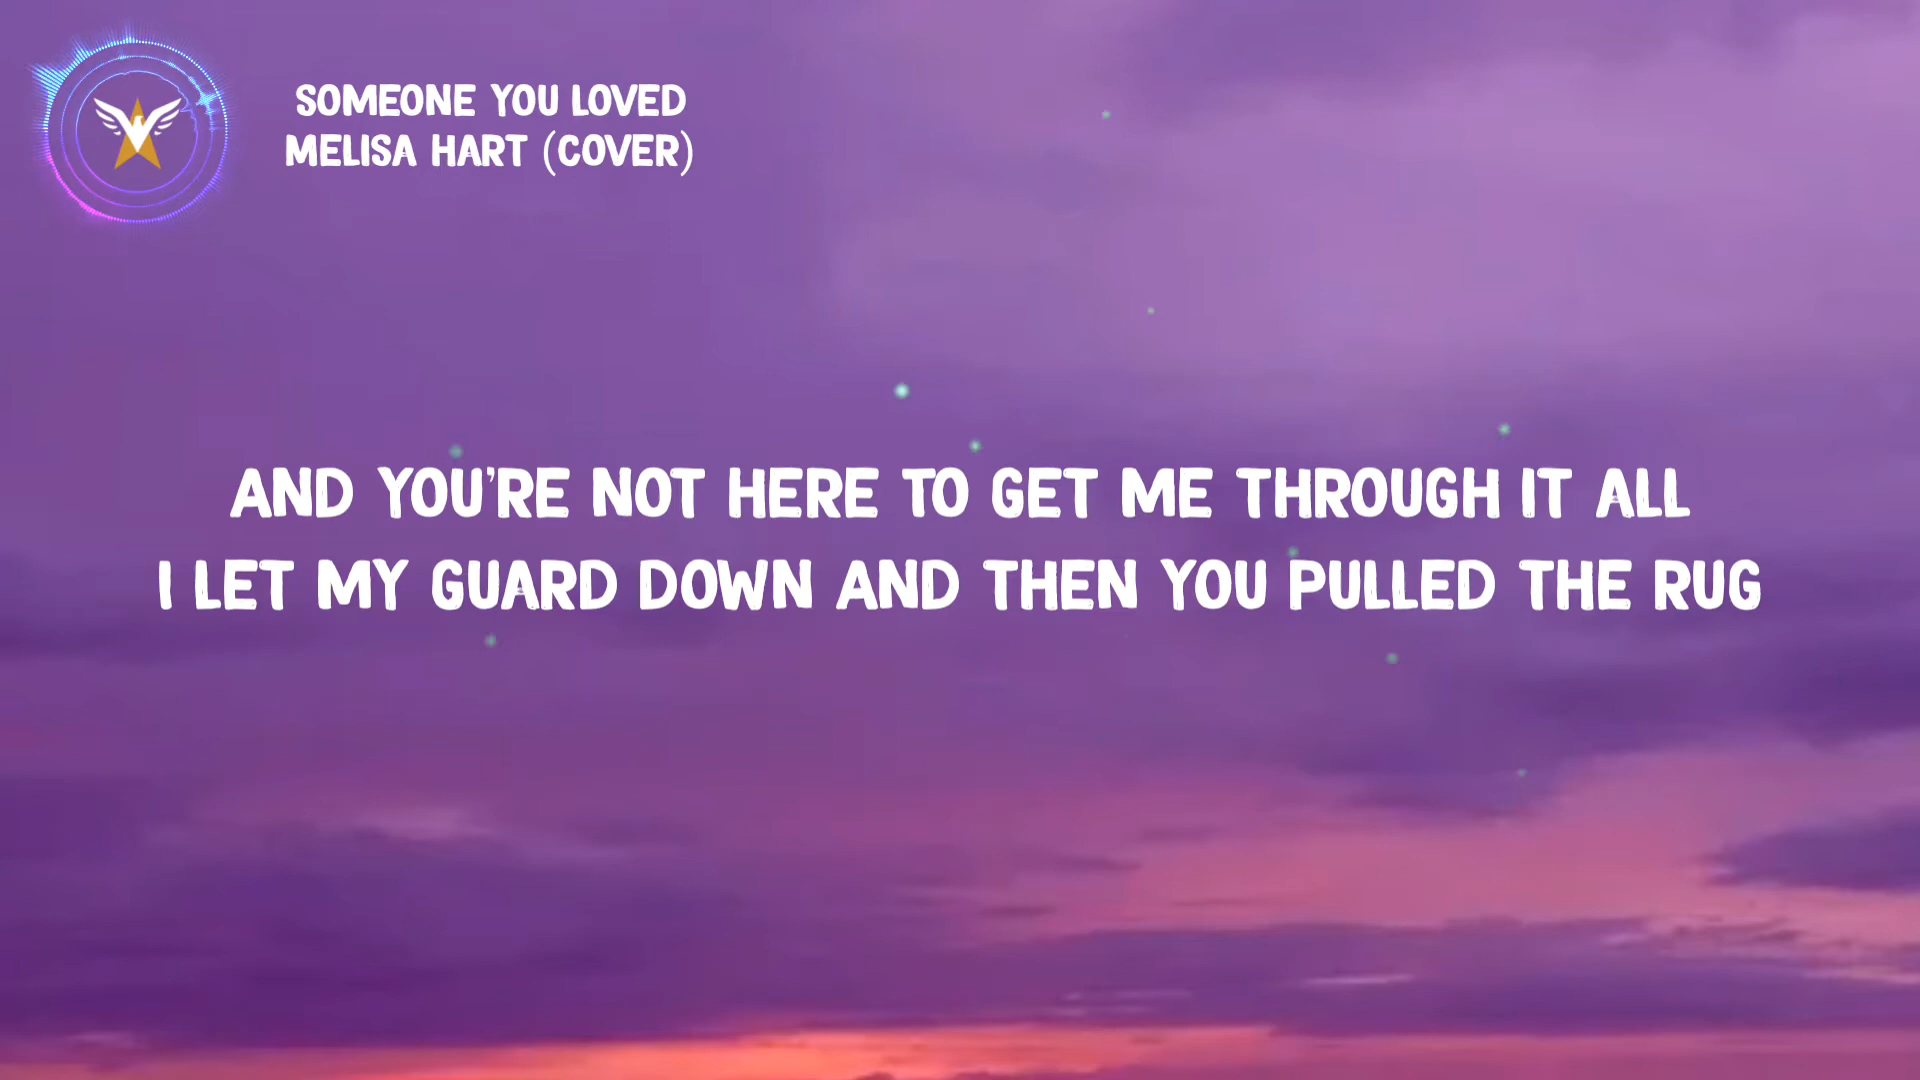 SOMEONE YOU LOVED
MELISA HART (COVER)
AND YOU'RE NOT HERE TO GET ME THROUGH IT ALL
I LET MY GUARD DOWN AND THEN YOU PULLED THE RUG